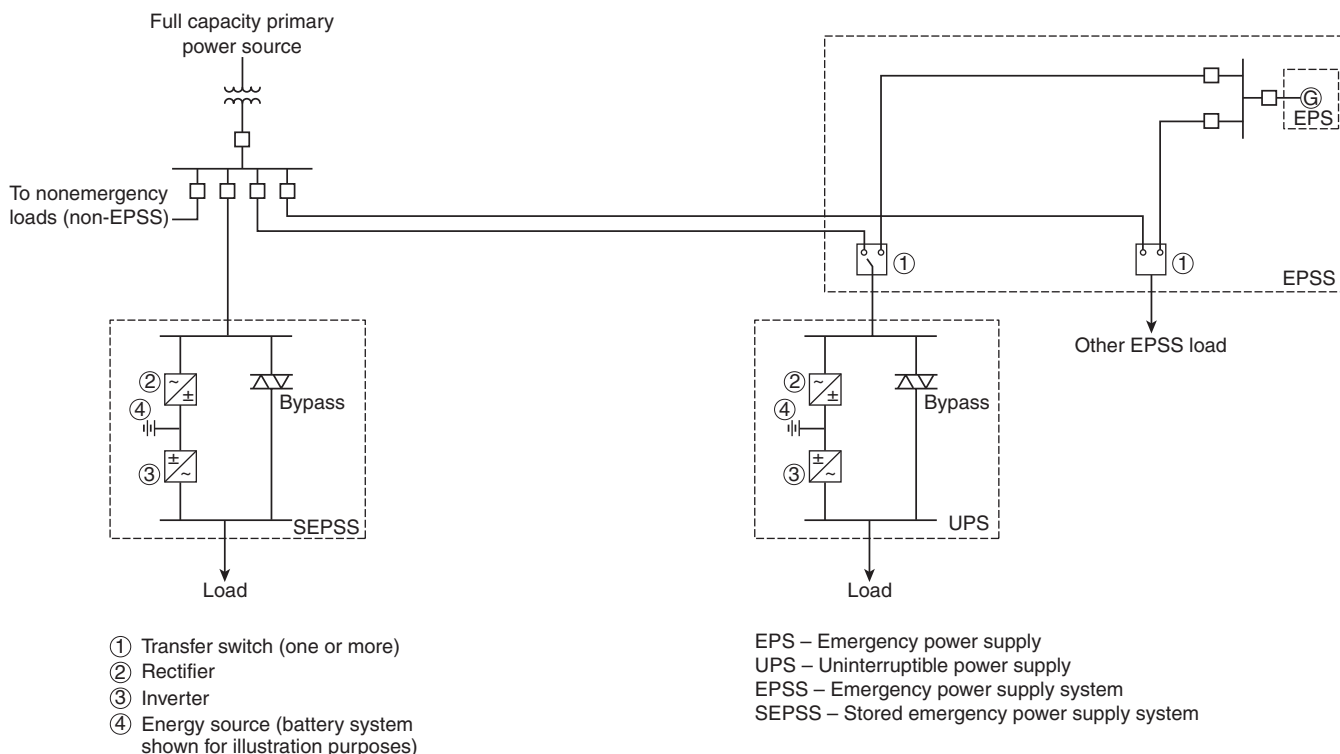 Full capacity primary
power source
To nonemergency
loads (non-EPSS)
G
EPS
1
1
EPSS
Other EPSS load
2
4
3
Bypass
SEPSS
Load
2
4
3
Bypass
UPS
Load
1 Transfer switch (one or more)
2 Rectifier
3 Inverter
4 Energy source (battery system
shown for illustration purposes)
EPS – Emergency power supply
UPS – Uninterruptible power supply
EPSS – Emergency power supply system
SEPSS – Stored emergency power supply system